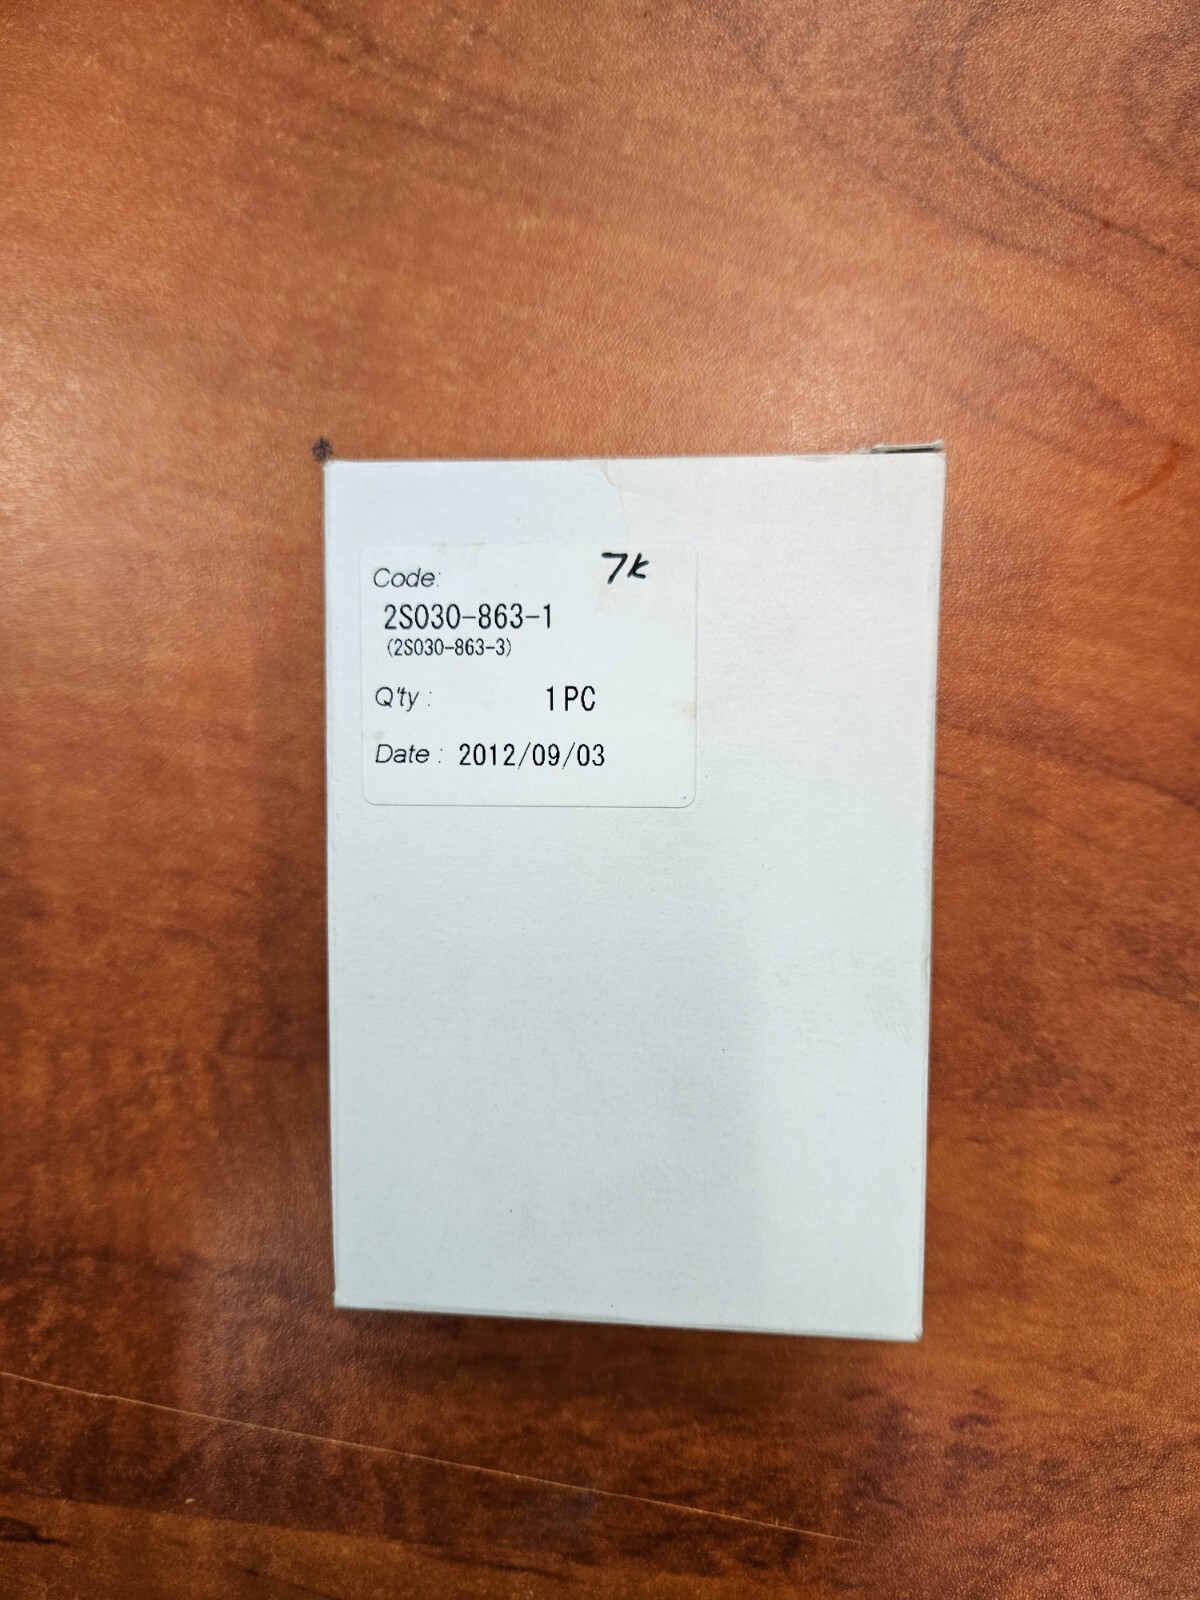 Code: 7K
2S030-863-1
(2S030-863-3)
Q'ty : 1PC
Date : 2012/09/03